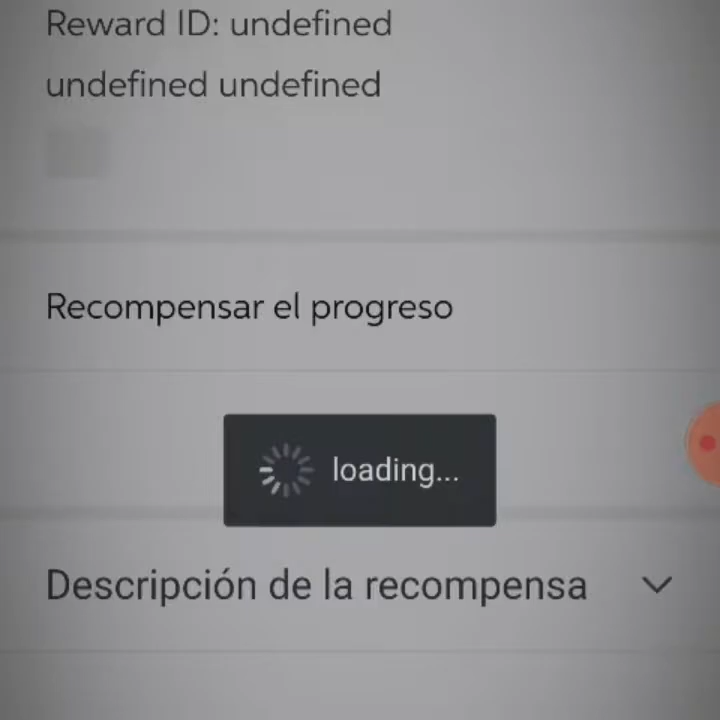 Reward ID: undefined
undefined undefined
Recompensar el progreso
loading...
Descripción de la recompensa